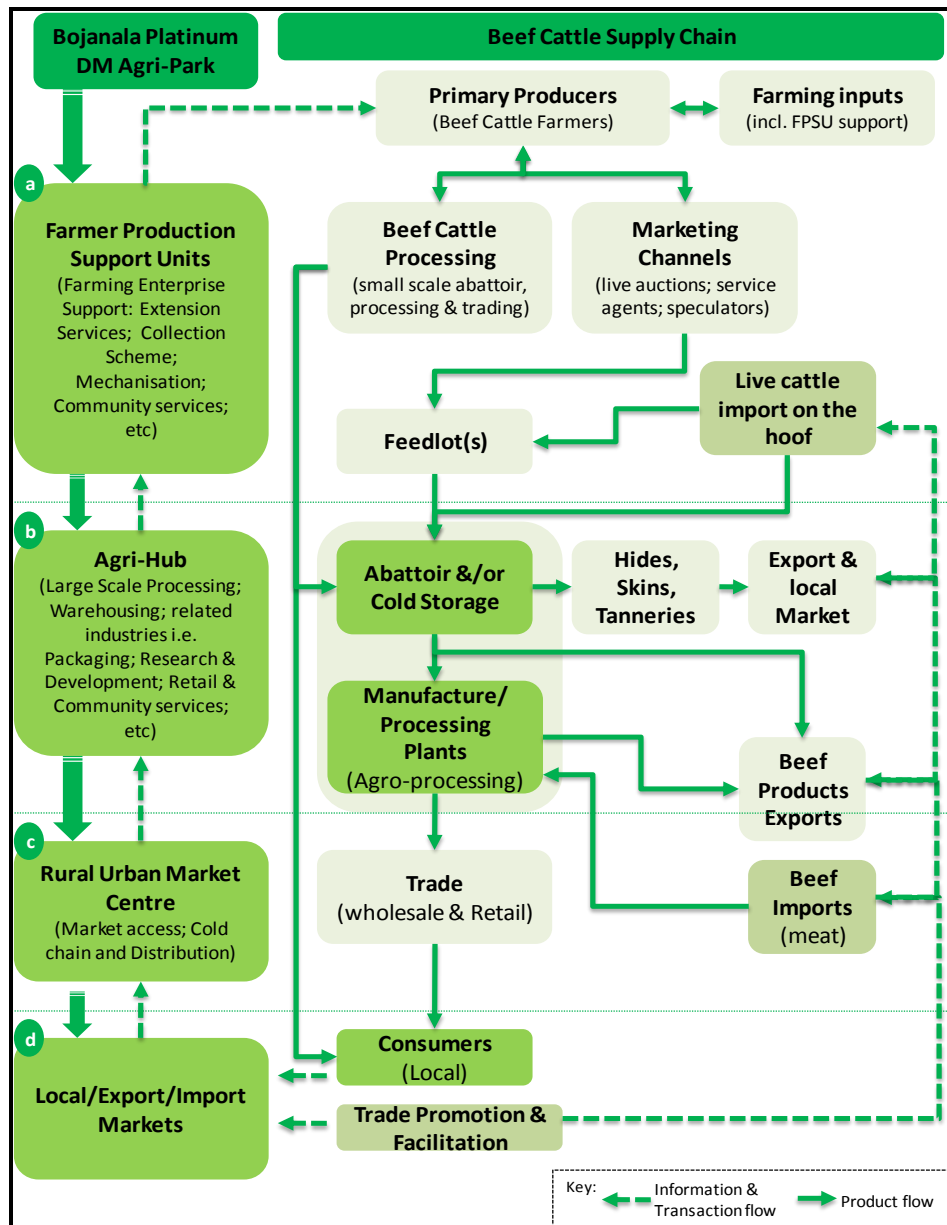 Bojanala Platinum
DM Agri-Park
Beef Cattle Supply Chain
Primary Producers
(Beef Cattle Farmers)
Farming inputs
(incl. FPSU support)
a
Farmer Production
Support Units
(Farming Enterprise
Support: Extension
Services; Collection
Scheme;
Mechanisation;
Community services;
etc)
Beef Cattle
Processing
(small scale abattoir,
processing & trading)
Marketing
Channels
(live auctions; service
agents; speculators)
Live cattle
import on the
hoof
Feedlot(s)
b
Agri-Hub
(Large Scale Processing;
Warehousing; related
industries i.e.
Packaging; Research &
Development; Retail &
Community services;
etc)
Abattoir &/or
Cold Storage
Hides,
Skins,
Tanneries
Export &
local
Market
Manufacture/
Processing
Plants
(Agro-processing)
Beef
Products
Exports
c
Rural Urban Market
Centre
(Market access; Cold
chain and Distribution)
Trade
(wholesale & Retail)
Beef
Imports
(meat)
d
Local/Export/Import
Markets
Consumers
(Local)
Trade Promotion &
Facilitation
Key:
Information &
Transaction flow
Product flow